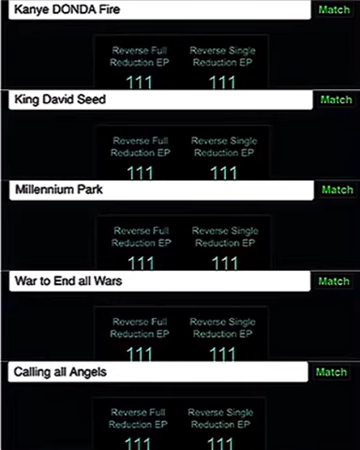 Kanye DONDA Fire Match
Reverse Full Reverse Single
Reduction EP Reduction EP
111 111
King David Seed Match
Reverse Full Reverse Single
Reduction EP Reduction EP
111 111
Millennium Park Match
Reverse Full Reverse Single
Reduction EP Reduction EP
111 111
War to End all Wars Match
Reverse Full Reverse Single
Reduction EP Reduction EP
111 111
Calling all Angels Match
Reverse Full Reverse Single
Reduction EP Reduction EP
111 111